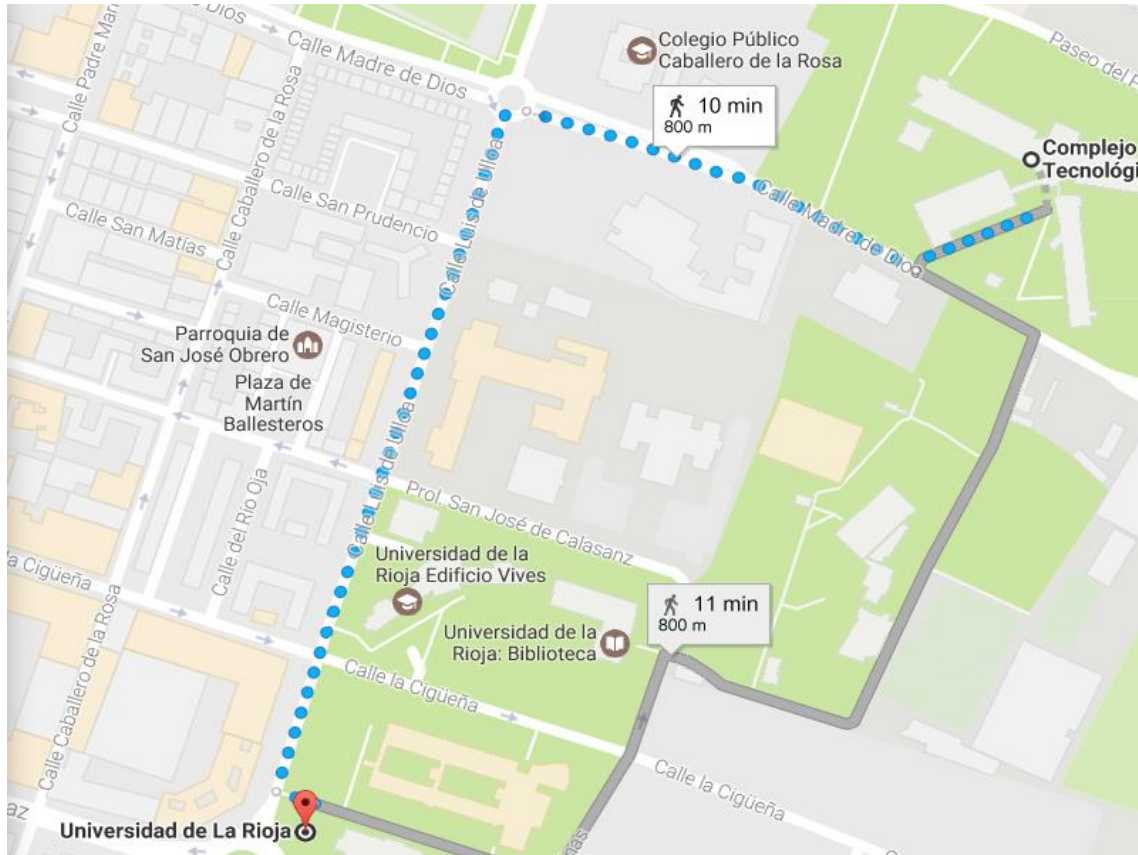 Dios
Calle Madre de Dios
Calle Padre Mar
Calle Caballero de la Rosa
Colegio Público
Caballero de la Rosa
Paseo del
10 min
800 m
Complejo
Tecnológi
Calle San Prudencio
Calle Luis de Ulloa
Calle Madre de Dios
Calle San Matías
Calle Magisterio
Parroquia de
San José Obrero
Plaza de
Martín
Ballesteros
Calle Luis de Ulloa
Calle del Río Oja
Prol. San José de Calasanz
a Cigüeña
Universidad de la
Rioja Edificio Vives
11 min
800 m
Universidad de la
Rioja: Biblioteca
Calle Caballero de la Rosa
Calle la Cigüeña
Calle la Cigüeña
az
Universidad de La Rioja